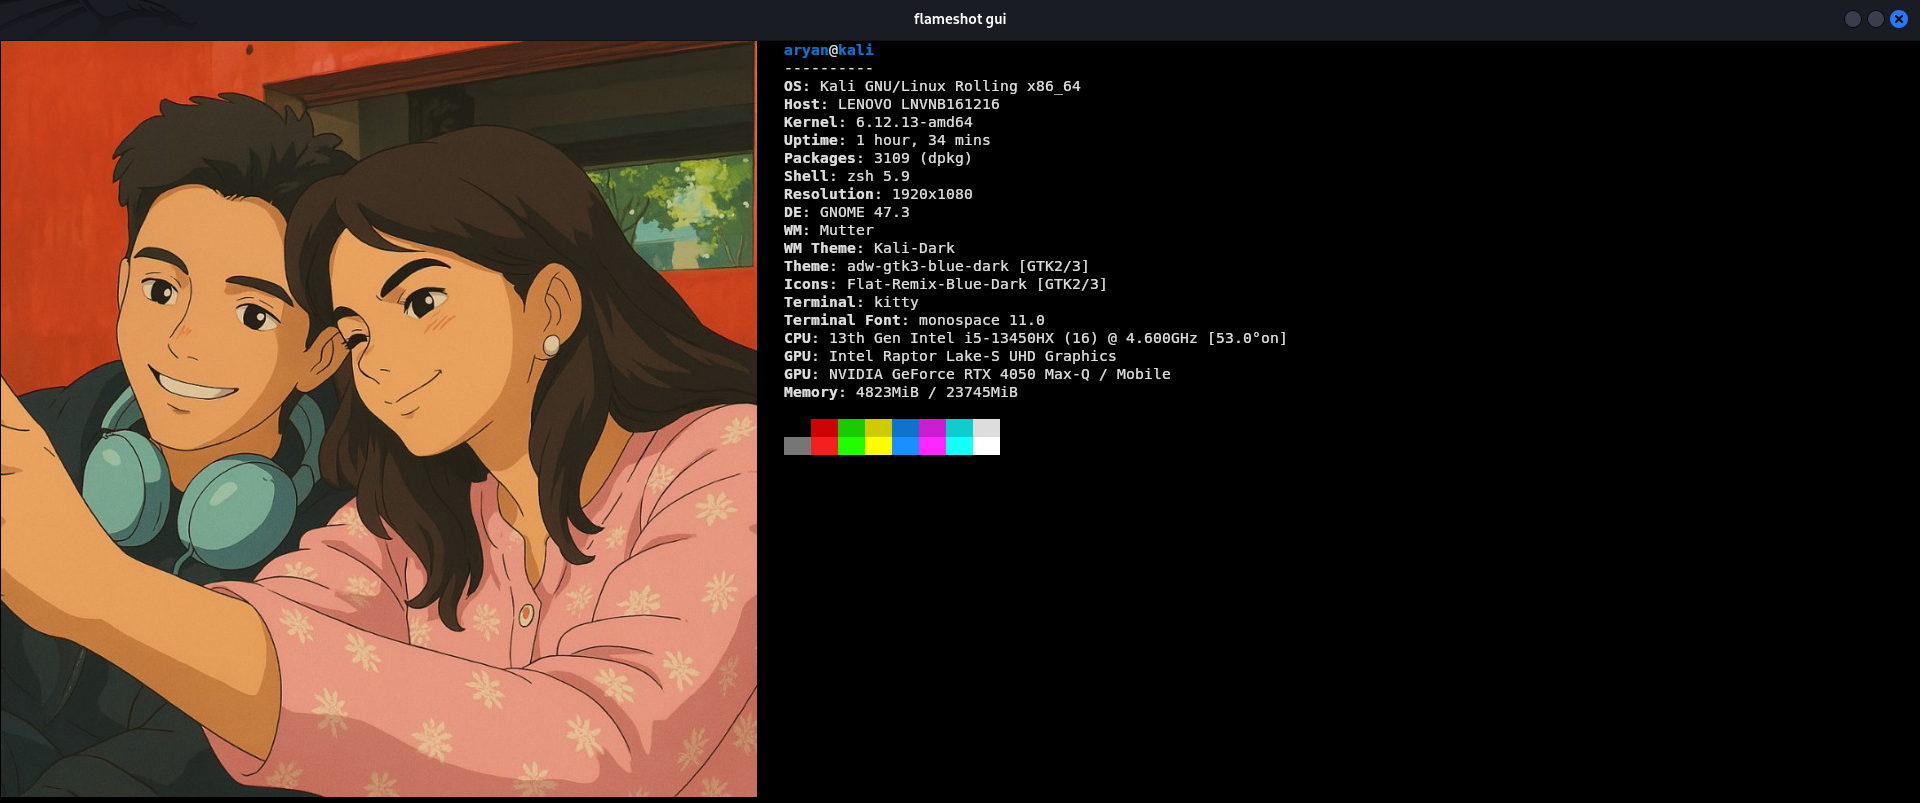 flameshot gui
aryan@kali
----------
OS: Kali GNU/Linux Rolling x86_64
Host: LENOVO LNVNB161216
Kernel: 6.12.13-amd64
Uptime: 1 hour, 34 mins
Packages: 3109 (dpkg)
Shell: zsh 5.9
Resolution: 1920x1080
DE: GNOME 47.3
WM: Mutter
WM Theme: Kali-Dark
Theme: adw-gtk3-blue-dark [GTK2/3]
Icons: Flat-Remix-Blue-Dark [GTK2/3]
Terminal: kitty
Terminal Font: monospace 11.0
CPU: 13th Gen Intel i5-13450HX (16) @ 4.600GHz [53.0°on]
GPU: Intel Raptor Lake-S UHD Graphics
GPU: NVIDIA GeForce RTX 4050 Max-Q / Mobile
Memory: 4823MiB / 23745MiB